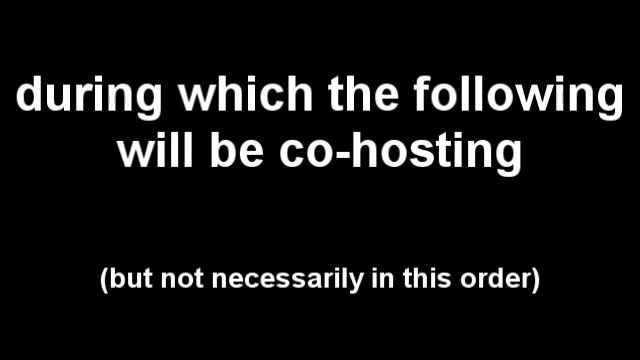 during which the following
will be co-hosting
(but not necessarily in this order)